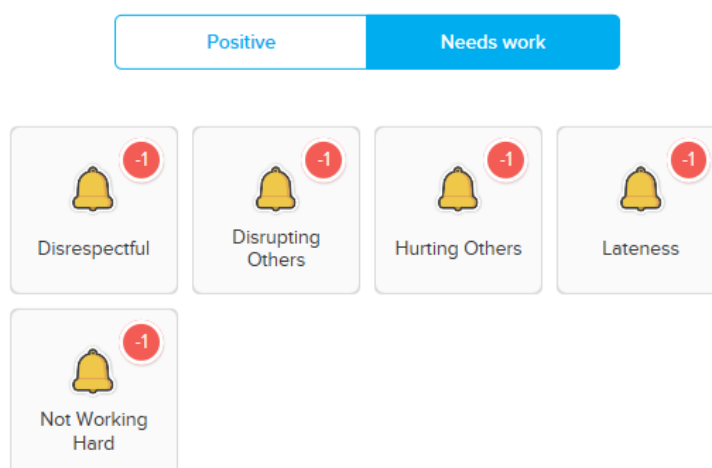 Positive
Needs work
-1
-1
-1
-1
Disrespectful
Disrupting
Others
Hurting Others
Lateness
-1
Not Working
Hard